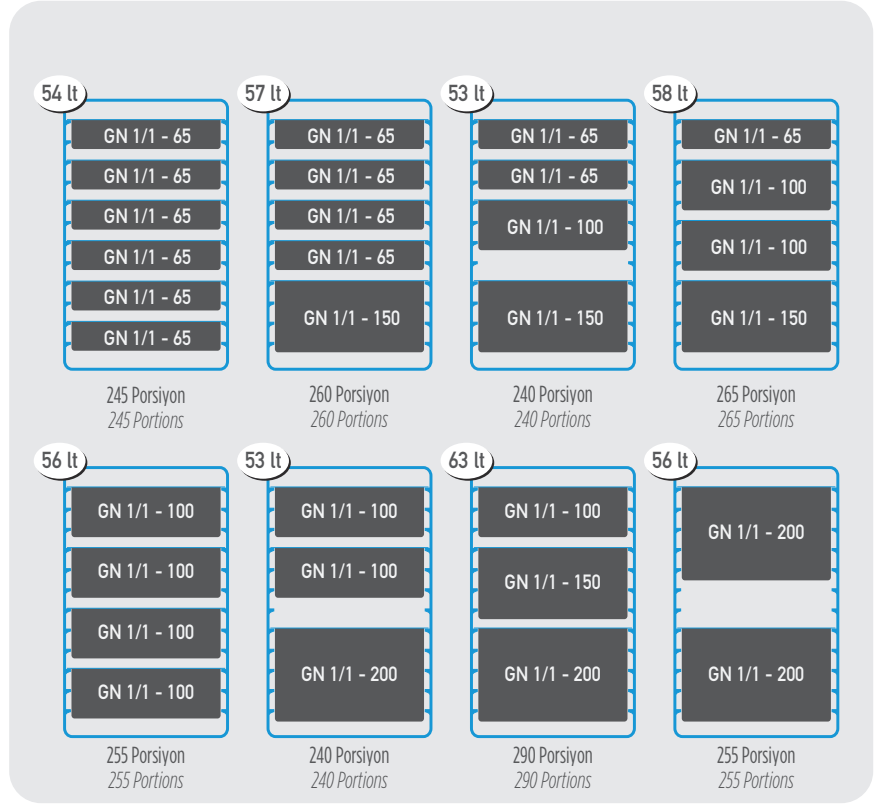 54 lt
GN 1/1 - 65
GN 1/1 - 65
GN 1/1 - 65
GN 1/1 - 65
GN 1/1 - 65
GN 1/1 - 65
245 Porsiyon
245 Portions
57 lt
GN 1/1 - 65
GN 1/1 - 65
GN 1/1 - 65
GN 1/1 - 65
GN 1/1 - 150
260 Porsiyon
260 Portions
53 lt
GN 1/1 - 65
GN 1/1 - 65
GN 1/1 - 100
GN 1/1 - 150
240 Porsiyon
240 Portions
58 lt
GN 1/1 - 65
GN 1/1 - 100
GN 1/1 - 100
GN 1/1 - 150
265 Porsiyon
265 Portions
56 lt
GN 1/1 - 100
GN 1/1 - 100
GN 1/1 - 100
GN 1/1 - 100
255 Porsiyon
255 Portions
53 lt
GN 1/1 - 100
GN 1/1 - 100
GN 1/1 - 200
240 Porsiyon
240 Portions
63 lt
GN 1/1 - 100
GN 1/1 - 150
GN 1/1 - 200
290 Porsiyon
290 Portions
56 lt
GN 1/1 - 200
GN 1/1 - 200
255 Porsiyon
255 Portions